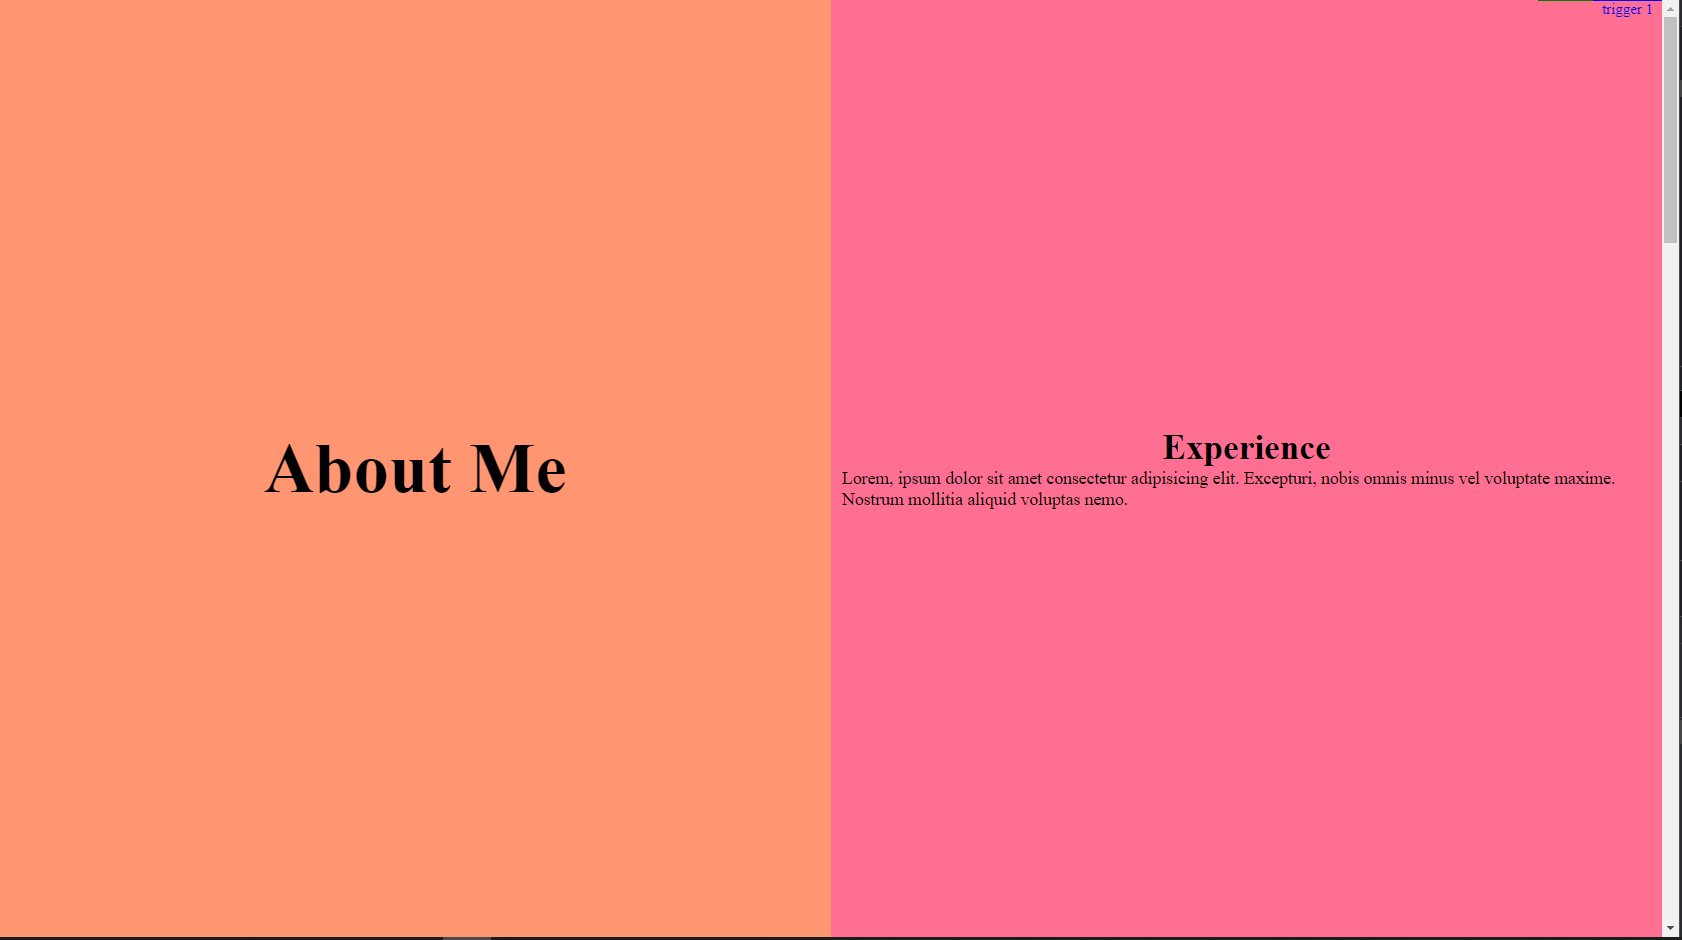 trigger 1
About Me
Experience
Lorem, ipsum dolor sit amet consectetur adipisicing elit. Excepturi, nobis omnis minus vel voluptate maxime.
Nostrum mollitia aliquid voluptas nemo.